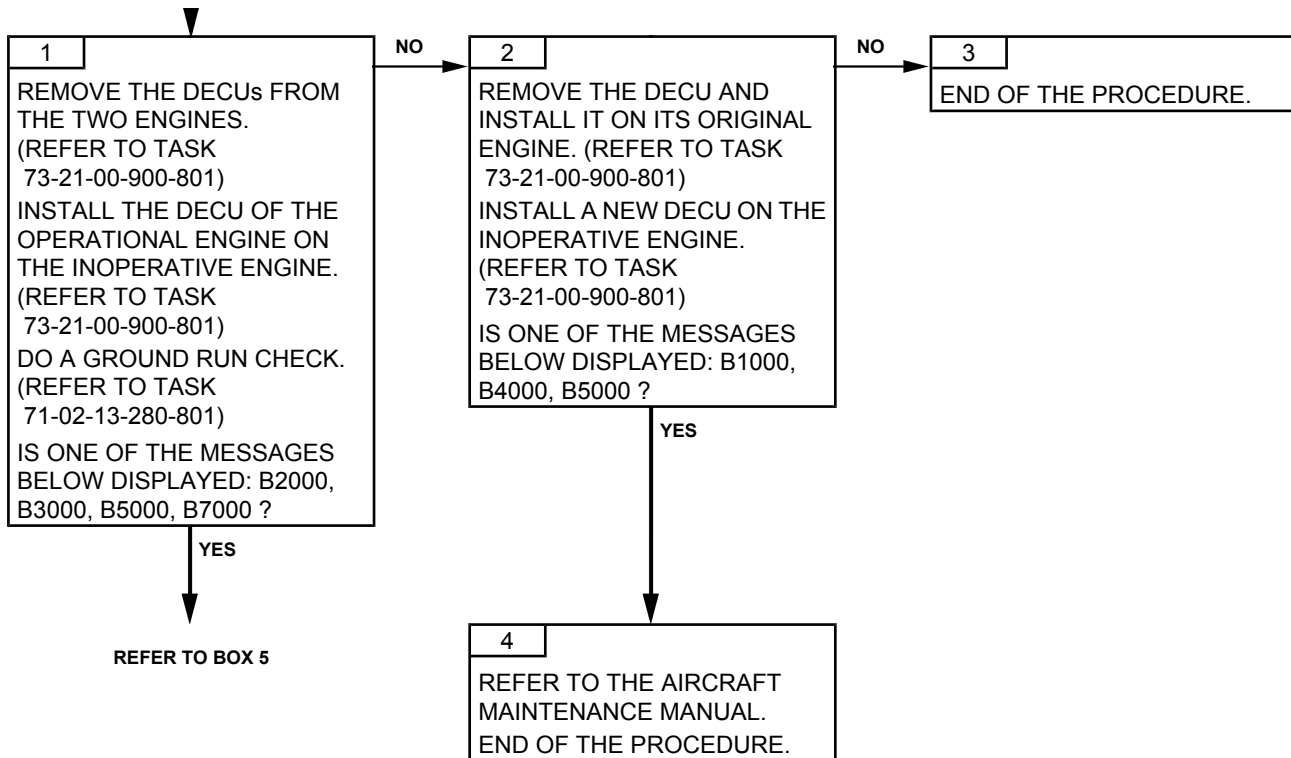 1
REMOVE THE DECUs FROM
THE TWO ENGINES.
(REFER TO TASK
73-21-00-900-801)
INSTALL THE DECU OF THE
OPERATIONAL ENGINE ON
THE INOPERATIVE ENGINE.
(REFER TO TASK
73-21-00-900-801)
DO A GROUND RUN CHECK.
(REFER TO TASK
71-02-13-280-801)
IS ONE OF THE MESSAGES
BELOW DISPLAYED: B2000,
B3000, B5000, B7000 ?
NO
2
REMOVE THE DECU AND
INSTALL IT ON ITS ORIGINAL
ENGINE. (REFER TO TASK
73-21-00-900-801)
INSTALL A NEW DECU ON THE
INOPERATIVE ENGINE.
(REFER TO TASK
73-21-00-900-801)
IS ONE OF THE MESSAGES
BELOW DISPLAYED: B1000,
B4000, B5000 ?
NO
3
END OF THE PROCEDURE.
YES
REFER TO BOX 5
YES
4
REFER TO THE AIRCRAFT
MAINTENANCE MANUAL.
END OF THE PROCEDURE.